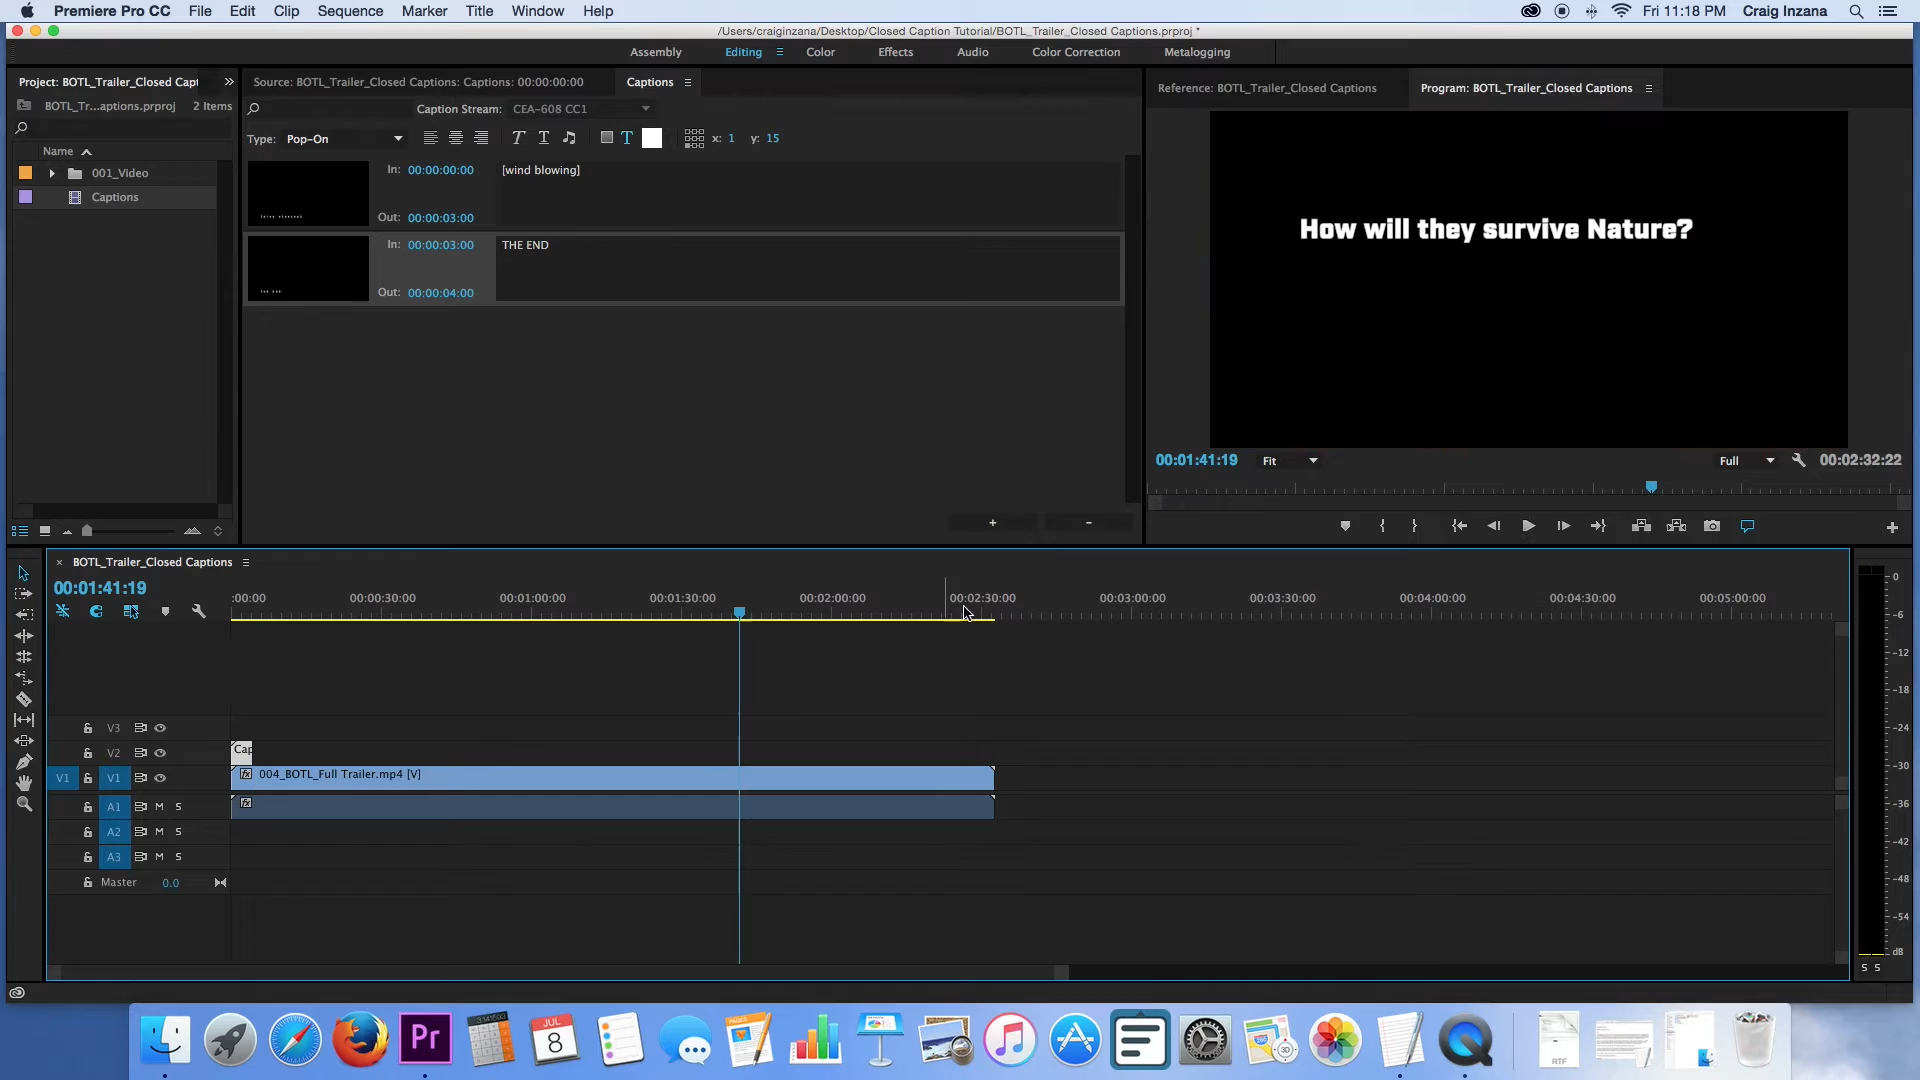 Premiere Pro CC File Edit Clip Sequence Marker Title Window Help
Fri 11:18 PM Craig Inzana
/Users/craiginzana/Desktop/Closed Caption Tutorial/BOTL_Trailer_Closed Captions.prproj *
Assembly Editing Color Effects Audio Color Correction Metalogging
Project: BOTL_Trailer_Closed Capt
BOTL_Tr...aptions.prproj 2 Items
Name
001_Video
Captions
Source: BOTL_Trailer_Closed Captions: Captions: 00:00:00:00 Captions
Caption Stream: CEA-608 CC1
Type: Pop-On
x: 1 y: 15
In: 00:00:00:00 [wind blowing]
Out: 00:00:03:00
In: 00:00:03:00 THE END
Out: 00:00:04:00
+ -
Reference: BOTL_Trailer_Closed Captions Program: BOTL_Trailer_Closed Captions
How will they survive Nature?
00:01:41:19 Fit Full 00:02:32:22
BOTL_Trailer_Closed Captions
00:01:41:19
:00:00 00:00:30:00 00:01:00:00 00:01:30:00 00:02:00:00 00:02:30:00 00:03:00:00 00:03:30:00 00:04:00:00 00:04:30:00 00:05:00:00
V3
V2 Cap
V1 V1 004_BOTL_Full Trailer.mp4 [V]
A1 M S
A2 M S
A3 M S
Master 0.0
0
-6
-12
-18
-24
-30
-36
-42
-48
-54
dB
S S
Pr
JUL
8
PAGES
3D
RTF